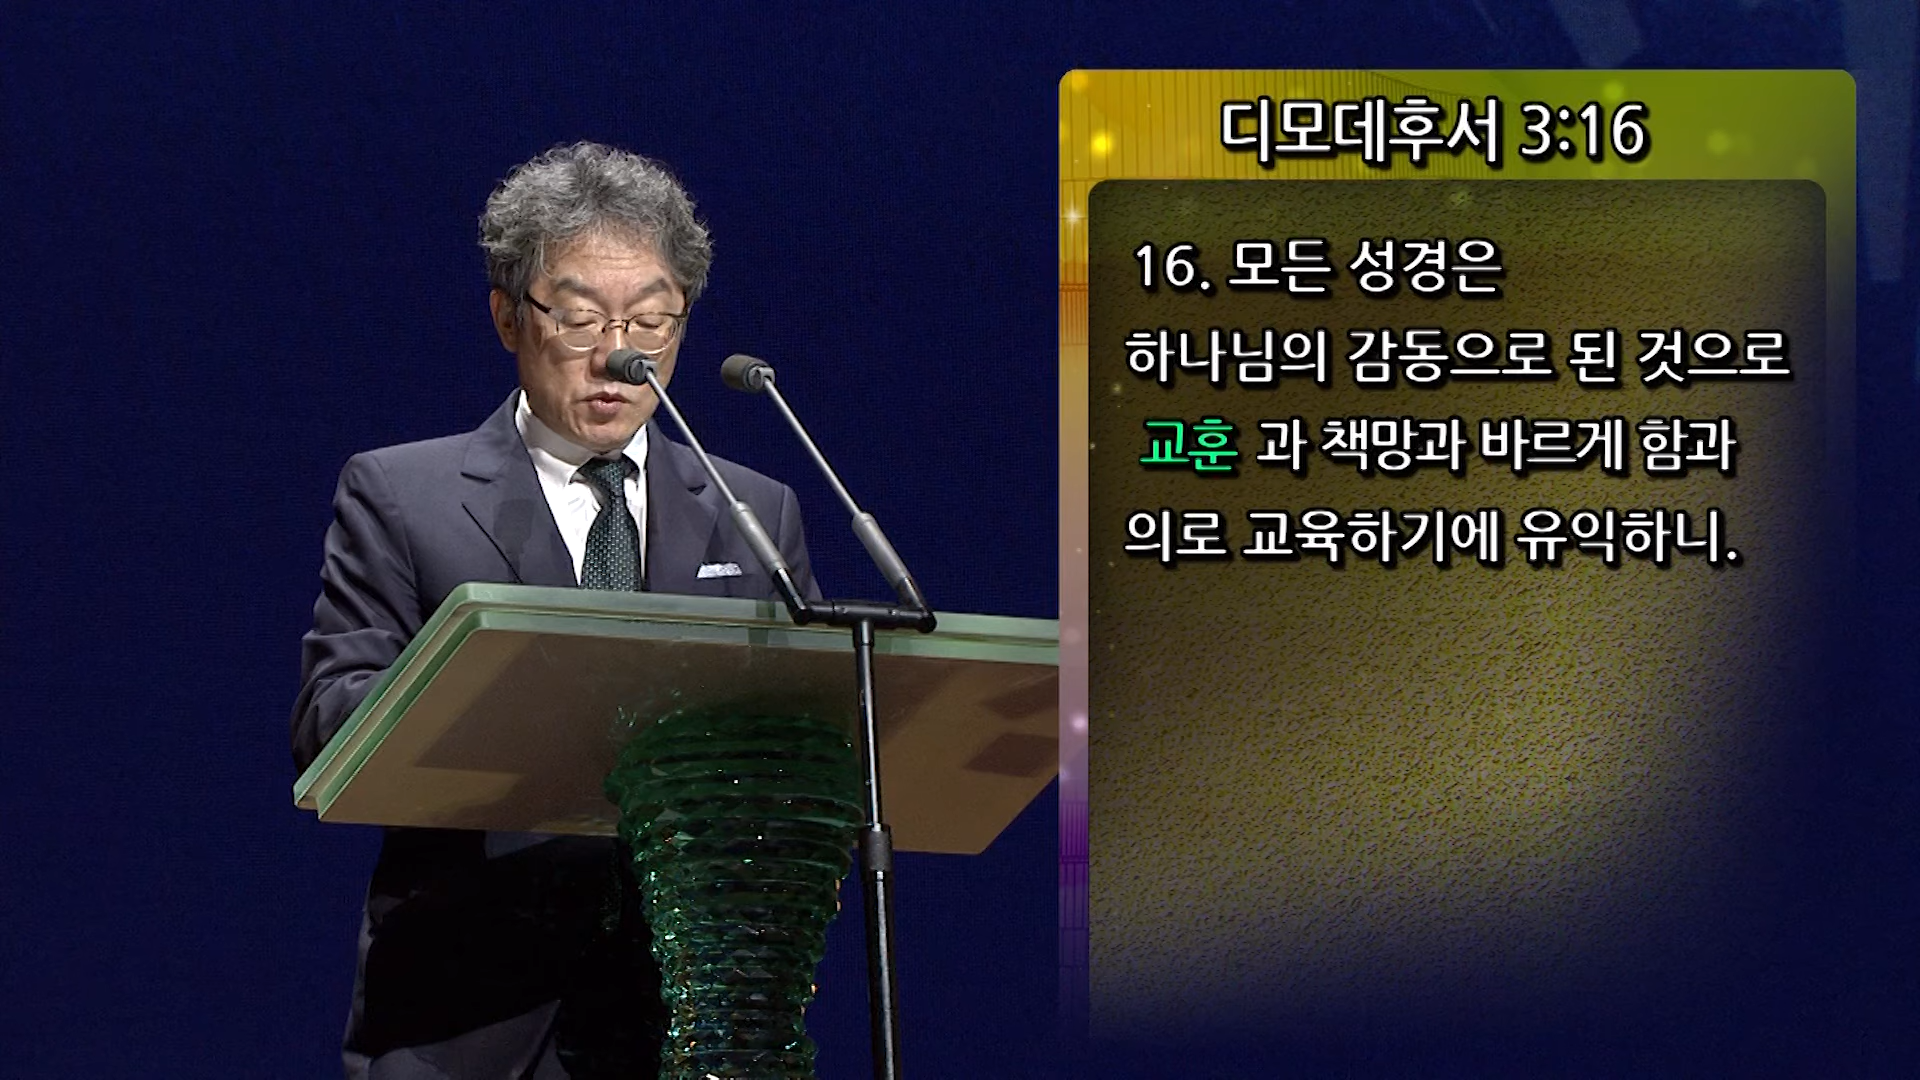 디모데후서 3:16
16. 모든 성경은
하나님의 감동으로 된 것으로
교훈 과 책망과 바르게 함과
의로 교육하기에 유익하니.